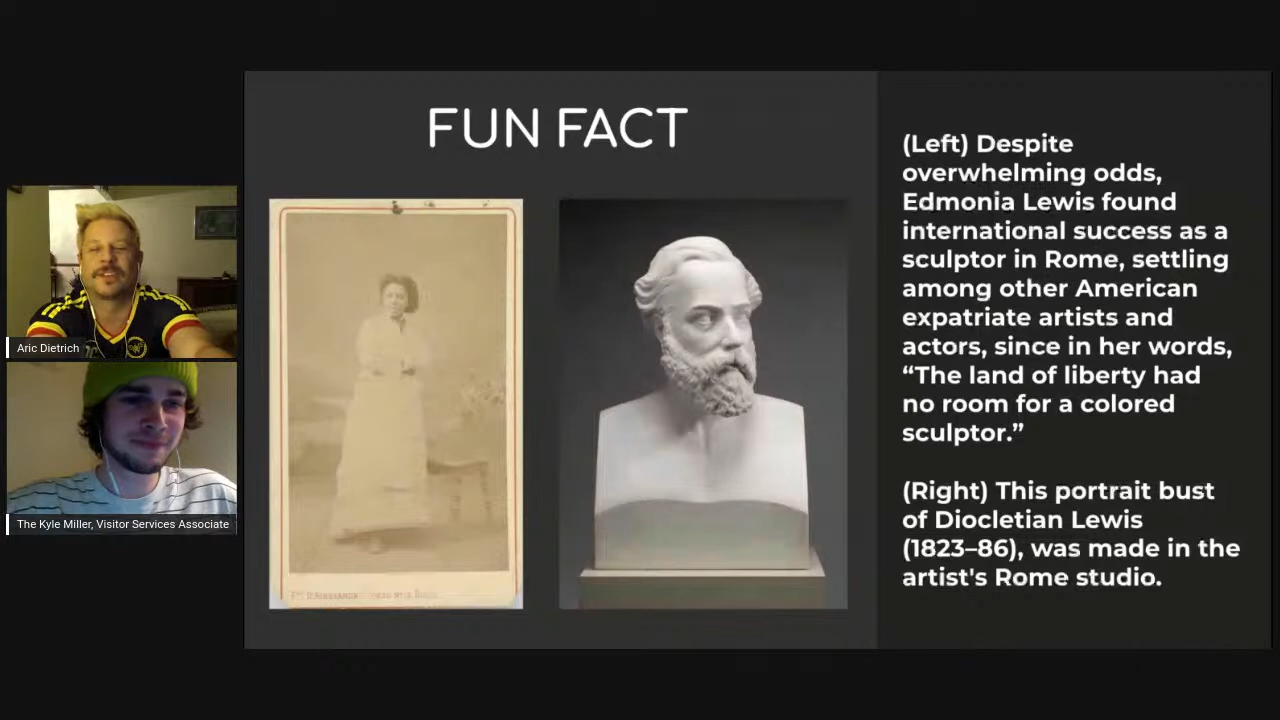 FUN FACT
(Left) Despite
overwhelming odds,
Edmonia Lewis found
international success as a
sculptor in Rome, settling
among other American
expatriate artists and
actors, since in her words,
“The land of liberty had
no room for a colored
sculptor.”
(Right) This portrait bust
of Diocletian Lewis
(1823–86), was made in the
artist's Rome studio.
Aric Dietrich
The Kyle Miller, Visitor Services Associate